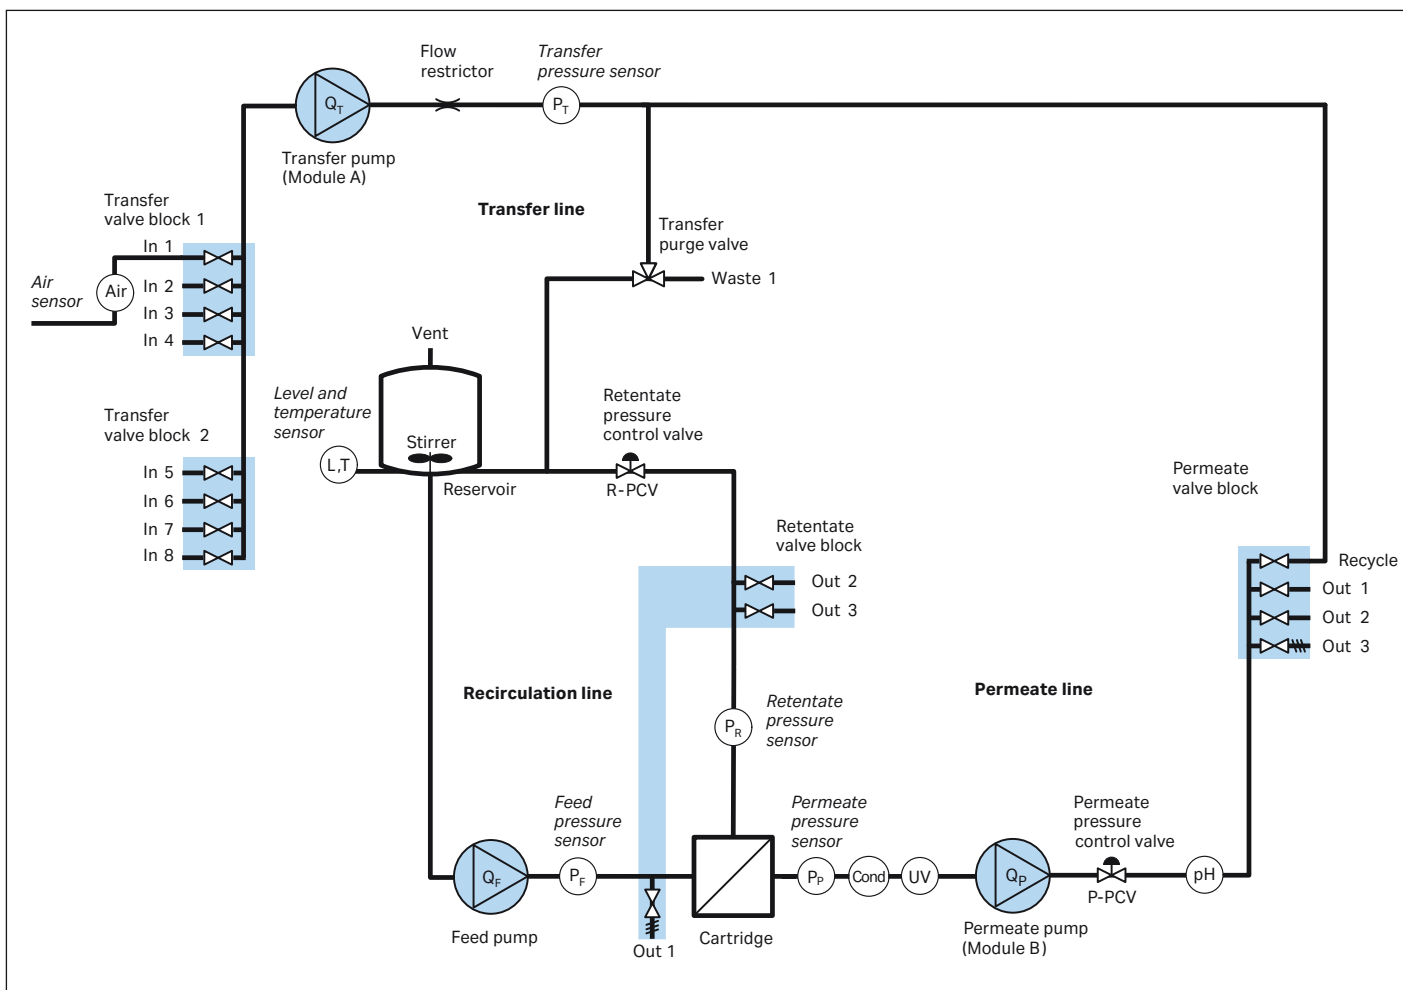 Flow
restrictor
Transfer
pressure sensor
QT
PT
Transfer pump
(Module A)
Transfer
valve block 1
Transfer line
Transfer
purge valve
In 1
Air
sensor
Air
In 2
In 3
In 4
Waste 1
Vent
Level and
temperature
sensor
Retentate
pressure
control valve
Transfer
valve block 2
Stirrer
L,T
In 5
In 6
In 7
In 8
Reservoir
R-PCV
Permeate
valve block
Retentate
valve block
Out 2
Out 3
Recycle
Out 1
Out 2
Out 3
Recirculation line
Permeate line
PR
Retentate
pressure
sensor
Feed
pressure
sensor
Permeate
pressure
sensor
Permeate
pressure
control valve
QF
PF
PP
Cond
UV
QP
pH
P-PCV
Feed pump
Out 1
Cartridge
Permeate pump
(Module B)